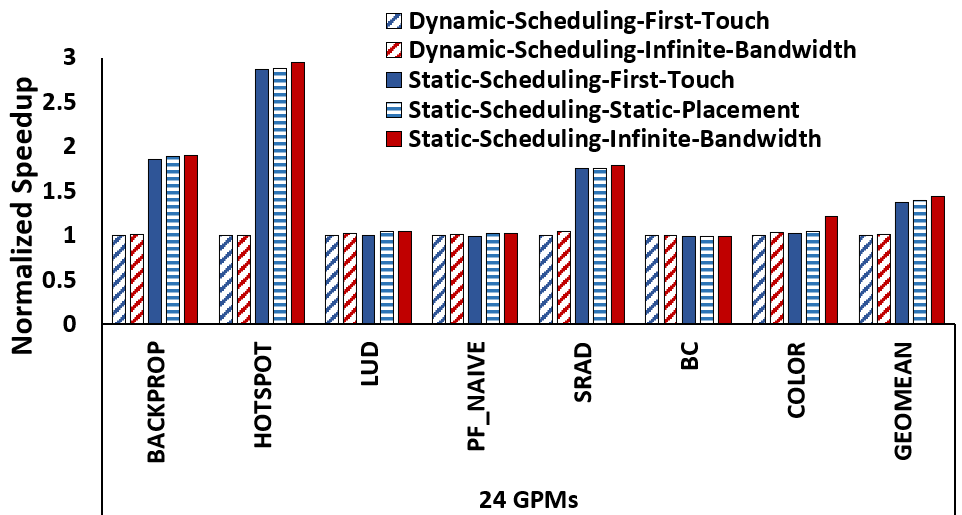 Dynamic-Scheduling-First-Touch
Dynamic-Scheduling-Infinite-Bandwidth
Static-Scheduling-First-Touch
Static-Scheduling-Static-Placement
Static-Scheduling-Infinite-Bandwidth
Normalized Speedup
3
2.5
2
1.5
1
0.5
0
BACKPROP
HOTSPOT
LUD
PF_NAIVE
SRAD
BC
COLOR
GEOMEAN
24 GPMs